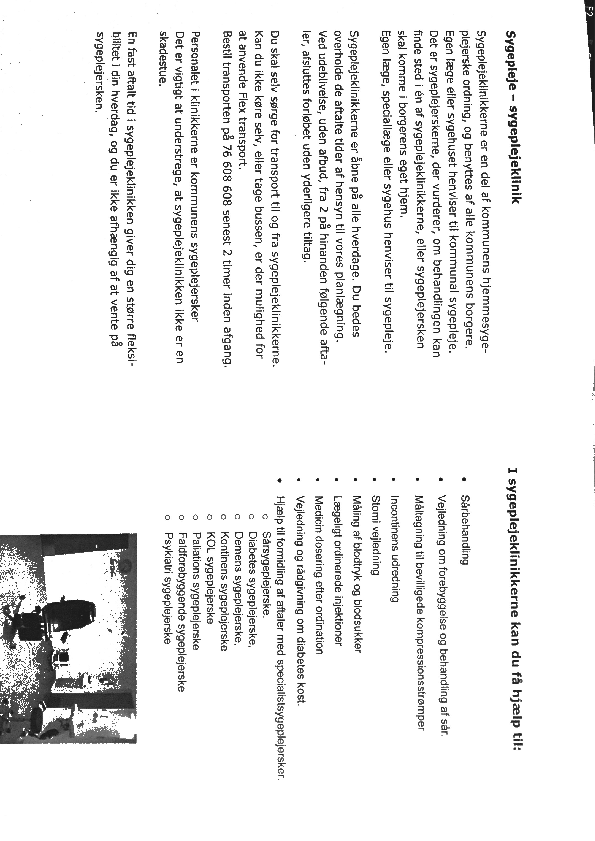 Sygepleje – sygeplejeklinik
Sygeplejeklinikkerne er en del af kommunens hjemmesyge-
plejerske ordning, og benyttes af alle kommunens borgere.
Egen læge eller sygehuset henviser til kommunal sygepleje.
Det er sygeplejerskerne, der vurderer, om behandlingen kan
finde sted i en af sygeplejeklinikkerne, eller sygeplejersken
skal komme i borgerens eget hjem.
Egen læge, speciallæge eller sygehus henviser til sygepleje.
Sygeplejeklinikkerne er åbne på alle hverdage. Du bedes
overholde de aftalte tider af hensyn til vores planlægning.
Ved udeblivelse, uden afbud, fra 2 på hinanden følgende afta-
ler, afsluttes forløbet uden yderligere tiltag.
Du skal selv sørge for transport til og fra sygeplejeklinikkerne.
Kan du ikke køre selv, eller tage bussen, er der mulighed for
at anvende Flex transport.
Bestil transporten på 76 608 608 senest 2 timer inden afgang.
Personalet i klinikkerne er kommunens sygeplejersker
Det er vigtigt at understrege, at sygeplejeklinikken ikke er en
skadestue.
En fast aftalt tid i sygeplejeklinikken giver dig en større fleksi-
bilitet i din hverdag, og du er ikke afhængig af at vente på
sygeplejersken.
I sygeplejeklinikkerne kan du få hjælp til:
• Sårbehandling
• Vejledning om forebyggelse og behandling af sår.
• Måltagning til bevilligede kompressionsstrømper
• Incontinens udredning
• Stomi vejledning
• Måling af blodtryk og blodsukker
• Lægeligt ordinerede injektioner
• Medicin dosering efter ordination
• Vejledning og rådgivning om diabetes kost.
• Hjælp til formidling af aftaler med specialistsygeplejersker.
o Sårsygeplejerske
o Diabetes sygeplejerske,
o Demens sygeplejerske,
o Kontinens sygeplejerske
o KOL sygeplejerske
o Palliations sygeplejerske
o Faldforebyggende sygeplejerske
o Psykiatri sygeplejerske